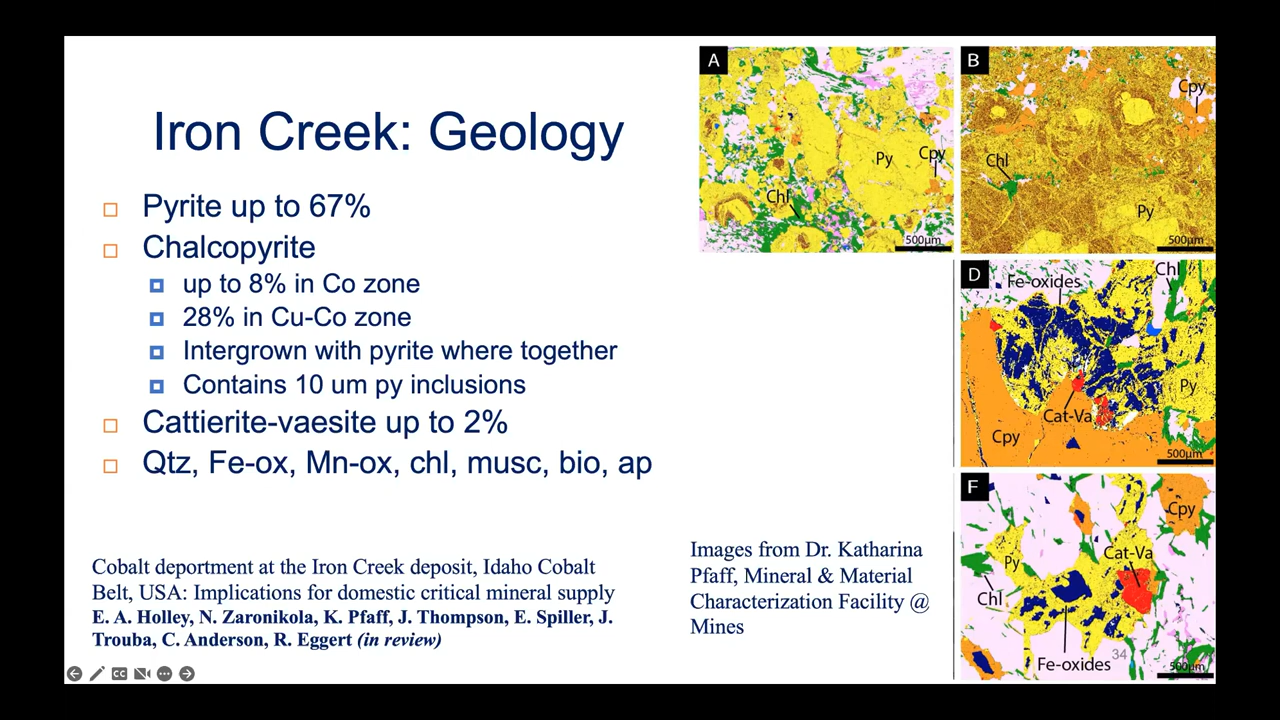 Iron Creek: Geology
Pyrite up to 67%
Chalcopyrite
up to 8% in Co zone
28% in Cu-Co zone
Intergrown with pyrite where together
Contains 10 um py inclusions
Cattierite-vaesite up to 2%
Qtz, Fe-ox, Mn-ox, chl, musc, bio, ap
Cobalt deportment at the Iron Creek deposit, Idaho Cobalt
Belt, USA: Implications for domestic critical mineral supply
E. A. Holley, N. Zaronikola, K. Pfaff, J. Thompson, E. Spiller, J.
Trouba, C. Anderson, R. Eggert (in review)
Images from Dr. Katharina
Pfaff, Mineral & Material
Characterization Facility @
Mines
A
Py
Cpy
Chl
500µm
B
Cpy
Chl
Py
500µm
D
Fe-oxides
Chl
Py
Cat-Va
Cpy
500µm
F
Cpy
Cat-Va
Py
Chl
Fe-oxides
34
500µm
CC